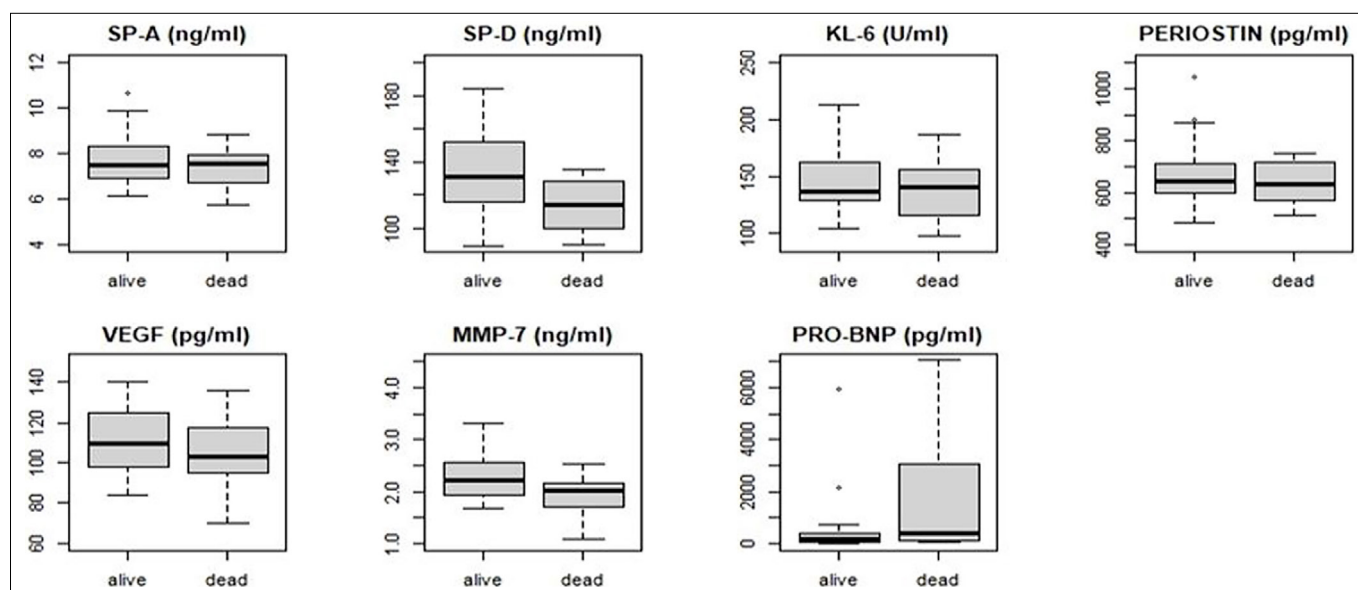 SP-A (ng/ml)
4 6 8 10 12
alive dead
SP-D (ng/ml)
100 140 180
alive dead
KL-6 (U/ml)
100 150 200 250
alive dead
PERIOSTIN (pg/ml)
400 600 800 1000
alive dead
VEGF (pg/ml)
60 80 100 120 140
alive dead
MMP-7 (ng/ml)
1.0 2.0 3.0 4.0
alive dead
PRO-BNP (pg/ml)
0 2000 4000 6000
alive dead